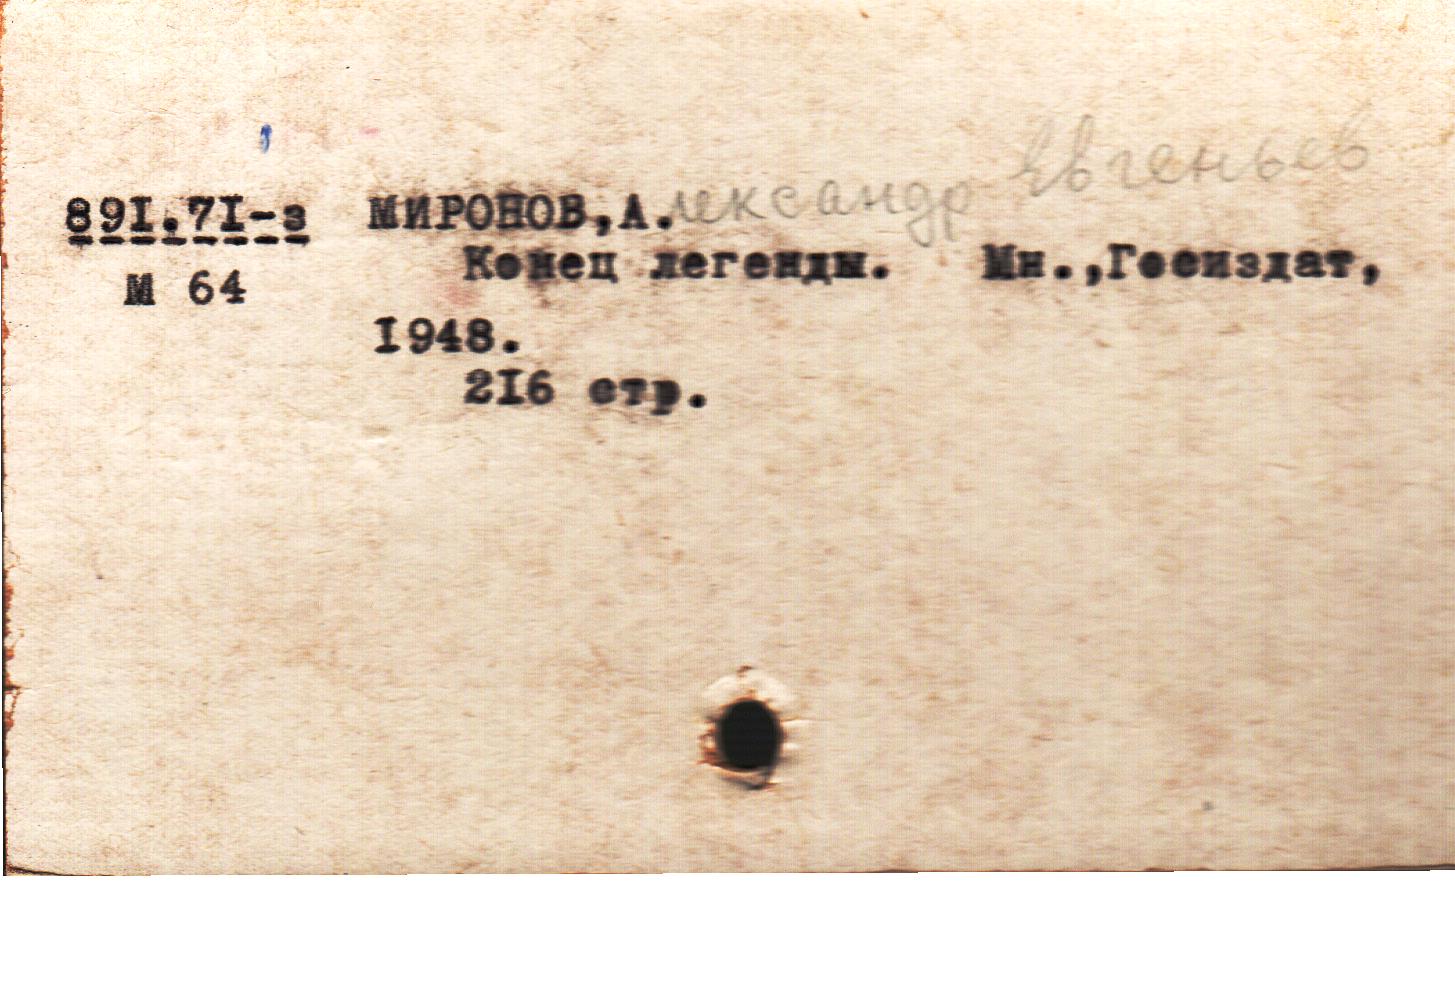 891.71-з МИРОНОВ,А.лександр Евгеньев
М 64 Конец легенды. Мн.,Госиздат,
1948.
216 стр.